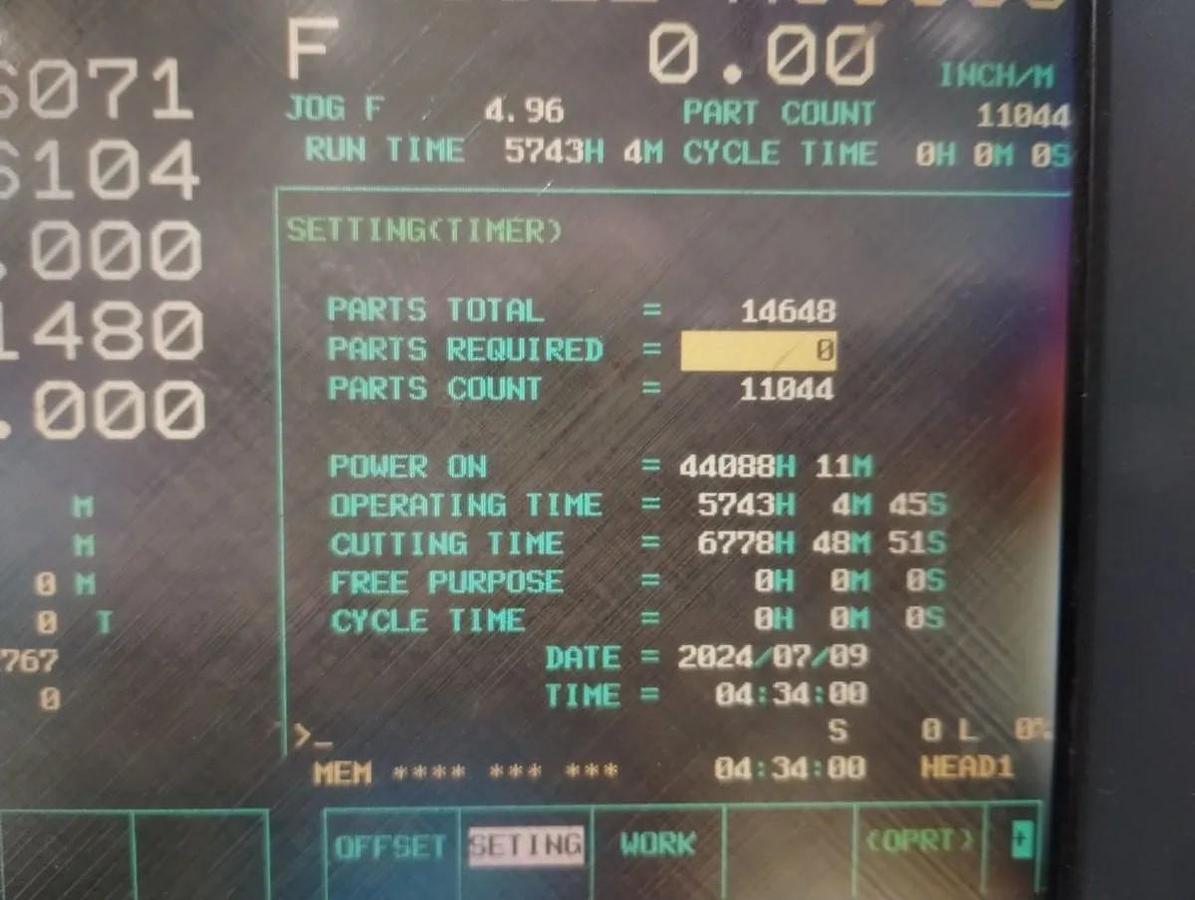 F 0.00 INCH/M
6071
JOG F 4.96 PART COUNT 11044
RUN TIME 5743H 4M CYCLE TIME 0H 0M 0S
6104
SETTING(TIMER)
.000
PARTS TOTAL = 14648
1480
PARTS REQUIRED = 0
PARTS COUNT = 11044
.000
POWER ON = 44088H 11M
M
OPERATING TIME = 5743H 4M 45S
M
CUTTING TIME = 6778H 48M 51S
0 M
FREE PURPOSE = 0H 0M 0S
0 T
CYCLE TIME = 0H 0M 0S
767
DATE = 2024/07/09
0
TIME = 04:34:00
>_ S 0 L 0%
MEM **** *** *** 04:34:00 HEAD1
OFFSET SETING WORK (OPRT) +